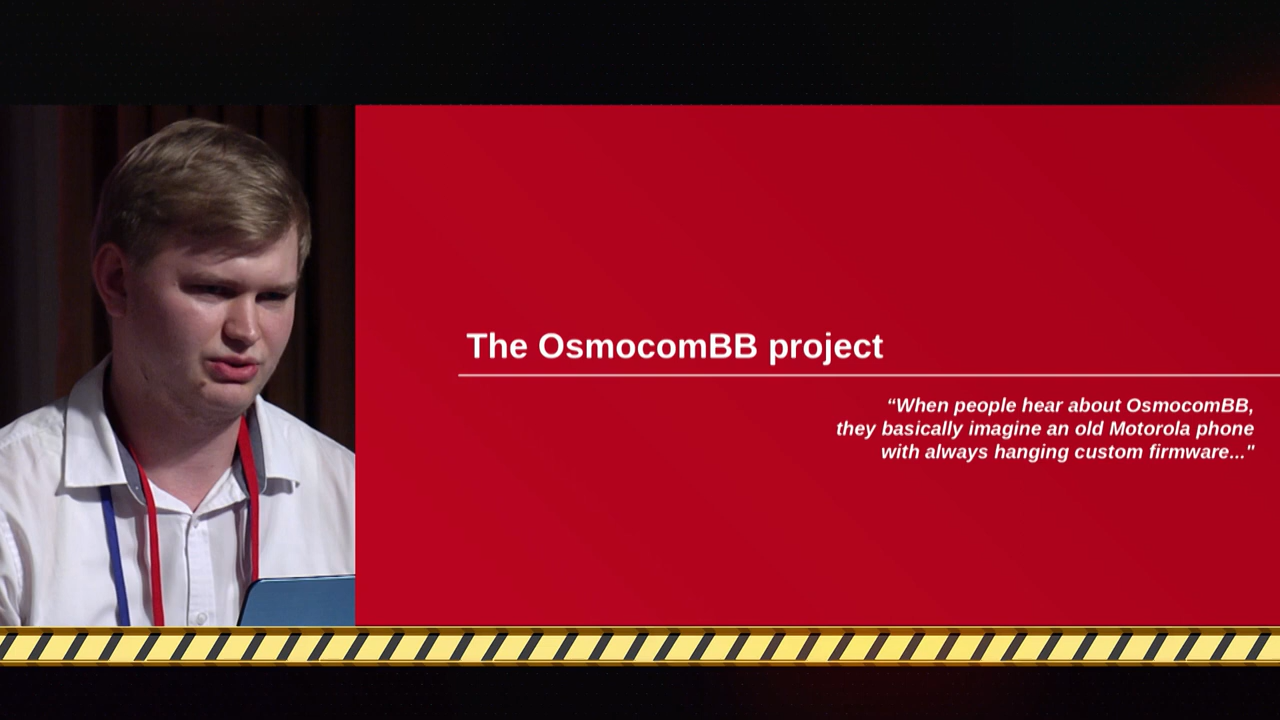 The OsmocomBB project
“When people hear about OsmocomBB,
they basically imagine an old Motorola phone
with always hanging custom firmware..."